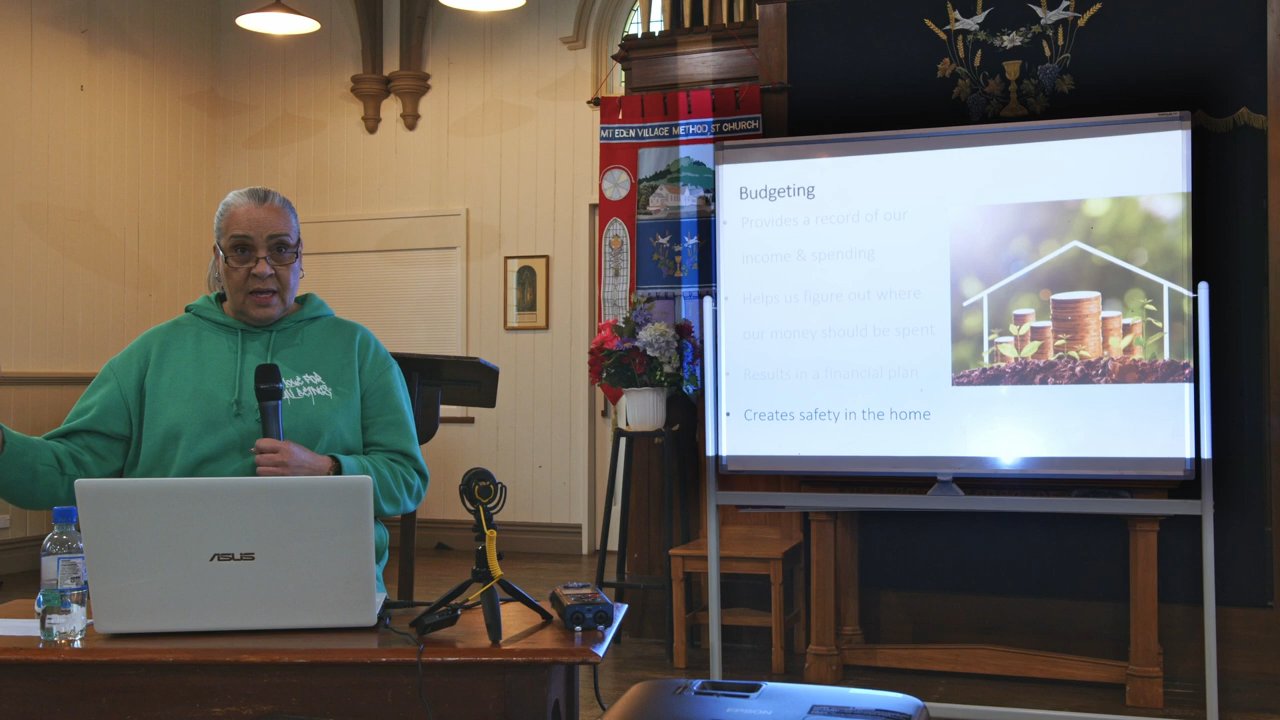 MT EDEN VILLAGE METHODIST CHURCH
Budgeting
• Provides a record of our
income & spending
• Helps us figure out where
our money should be spent
• Results in a financial plan
• Creates safety in the home
ASUS
EPSON